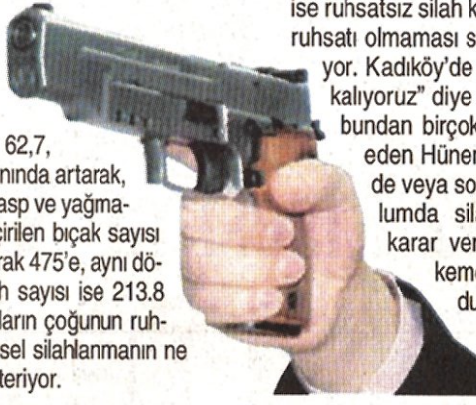 62,7,
nında artarak,
asp ve yağma-
çirilen bıçak sayısı
rak 475'e, aynı dö-
h sayısı ise 213.8
ların çoğunun ruh-
sel silahlanmanın ne
teriyor.
ise ruhsatsız silah k
ruhsatı olmaması s
yor. Kadıköy'de
kalıyoruz" diye
bundan birçok
eden Hüner
de veya so
lumda sil
karar ver
keme
du